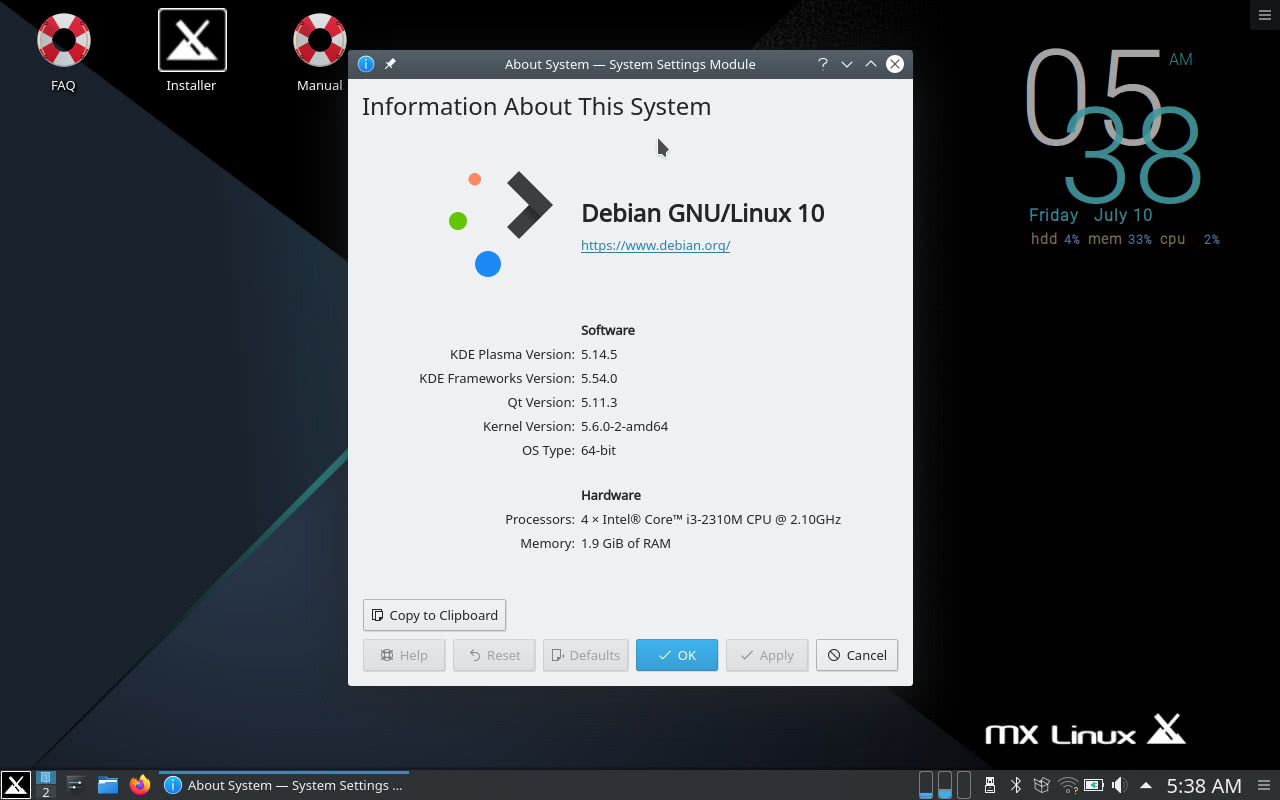 FAQ
Installer
Manual
About System — System Settings Module
Information About This System
Debian GNU/Linux 10
https://www.debian.org/
Software
KDE Plasma Version: 5.14.5
KDE Frameworks Version: 5.54.0
Qt Version: 5.11.3
Kernel Version: 5.6.0-2-amd64
OS Type: 64-bit
Hardware
Processors: 4 × Intel® Core™ i3-2310M CPU @ 2.10GHz
Memory: 1.9 GiB of RAM
Copy to Clipboard
Help Reset Defaults OK Apply Cancel
05 AM
38
Friday July 10
hdd 4% mem 33% cpu 2%
MX Linux
2
About System — System Settings ...
5:38 AM